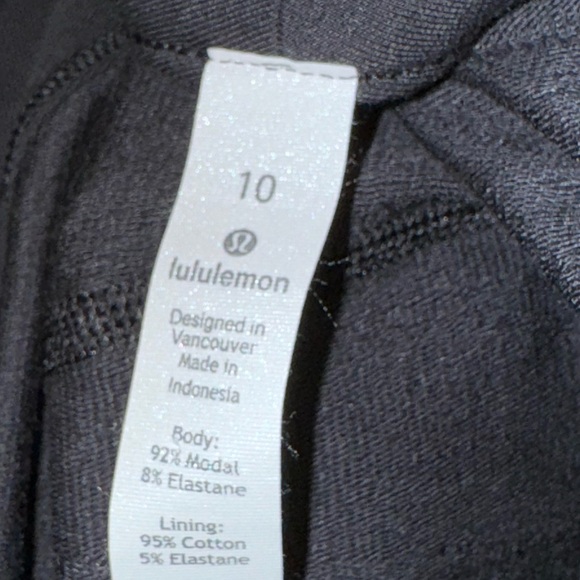 10
lululemon
Designed in
Vancouver
Made in
Indonesia
Body:
92% Modal
8% Elastane
Lining:
95% Cotton
5% Elastane